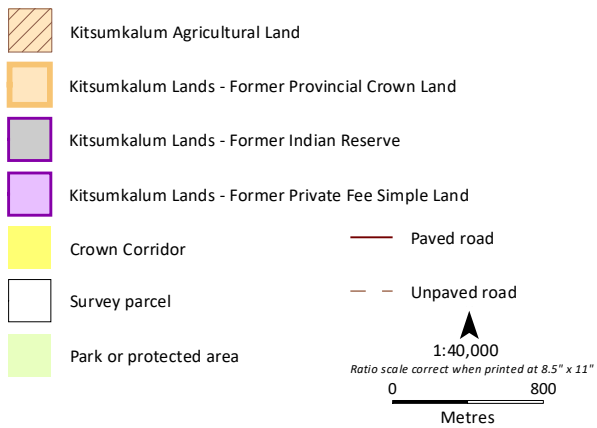 Kitsumkalum Agricultural Land
Kitsumkalum Lands - Former Provincial Crown Land
Kitsumkalum Lands - Former Indian Reserve
Kitsumkalum Lands - Former Private Fee Simple Land
Crown Corridor
Survey parcel
Park or protected area
Paved road
Unpaved road
1:40,000
Ratio scale correct when printed at 8.5" x 11"
0 800
Metres